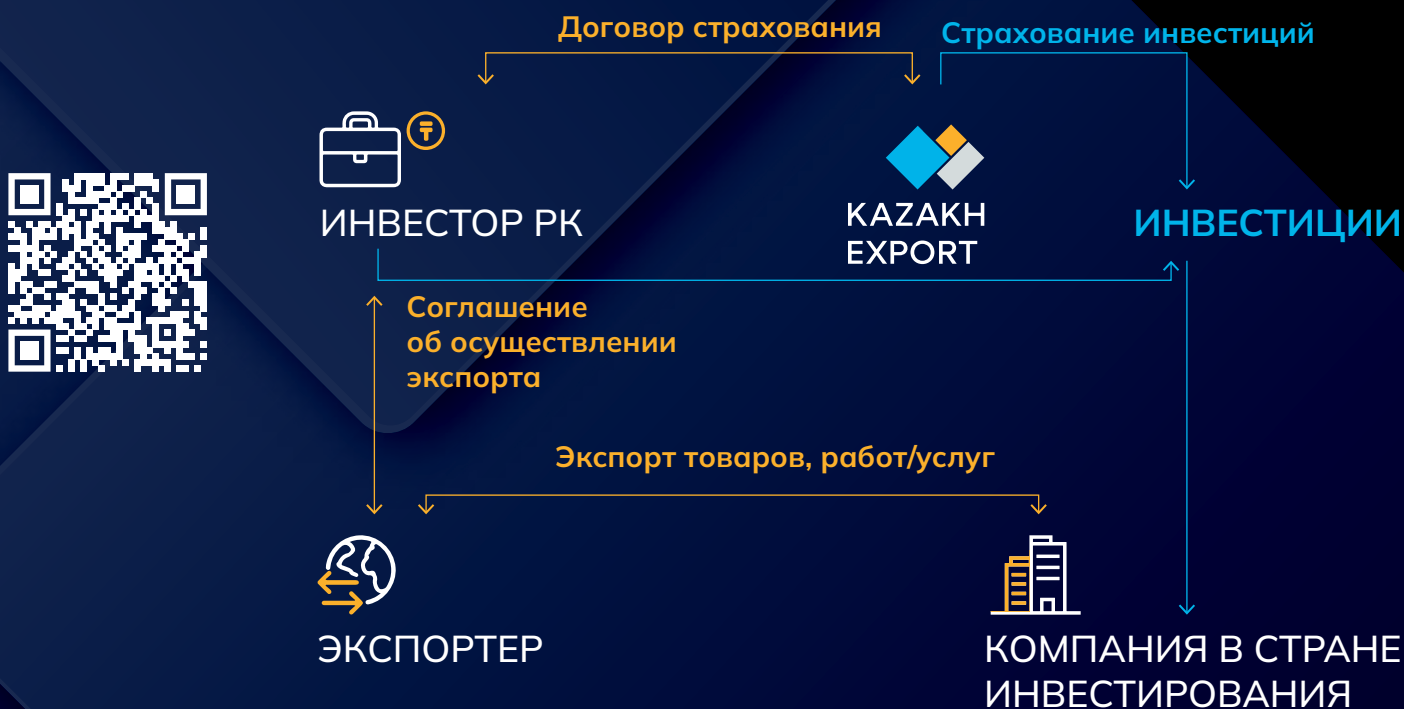 Договор страхования
Страхование инвестиций
ИНВЕСТОР РК
KAZAKH
EXPORT
ИНВЕСТИЦИИ
Соглашение
об осуществлении
экспорта
Экспорт товаров, работ/услуг
ЭКСПОРТЕР
КОМПАНИЯ В СТРАНЕ
ИНВЕСТИРОВАНИЯ